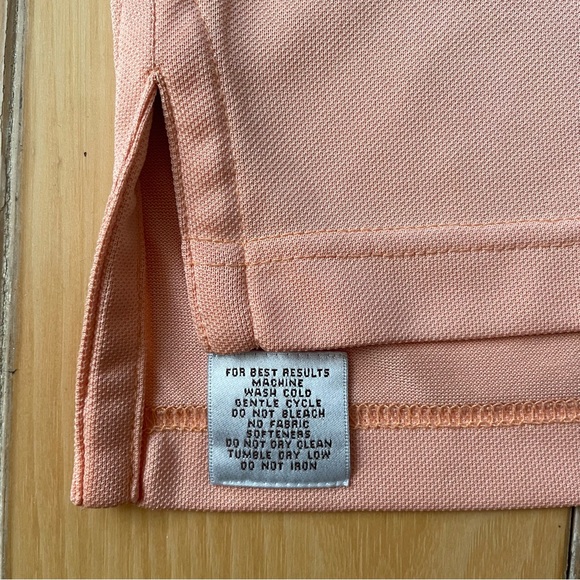 FOR BEST RESULTS
MACHINE
WASH COLD
GENTLE CYCLE
DO NOT BLEACH
NO FABRIC
SOFTENERS
DO NOT DRY CLEAN
TUMBLE DRY LOW
DO NOT IRON